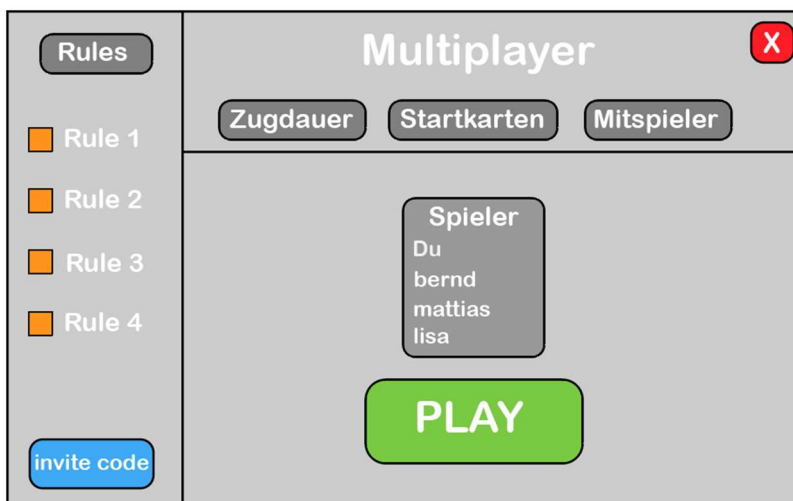 Rules
Rule 1
Rule 2
Rule 3
Rule 4
invite code
Multiplayer
X
Zugdauer Startkarten Mitspieler
Spieler
Du
bernd
mattias
lisa
PLAY